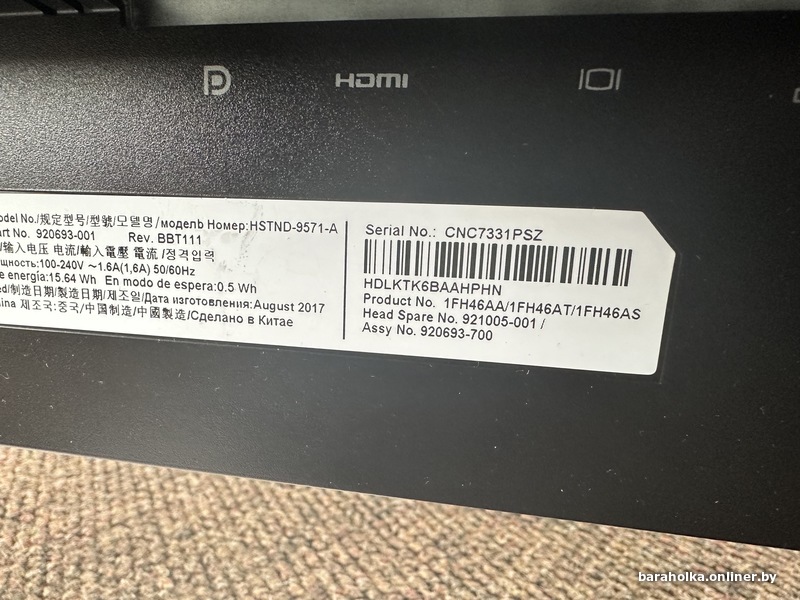 HDMI
odel No./规定型号/型號/모델명/модель Номер:HSTND-9571-A
art No. 920693-001 Rev. BBT111
/输入电压 电流/輸入電壓 電流 /정격입력
щность:100-240V ~1.6A(1,6A) 50/60Hz
e energía:15.64 Wh En modo de espera:0.5 Wh
ed/制造日期/製造日期/제조일/Дата изготовления:August 2017
ina 제조국:중국/中国制造/中國製造/Сделано в Китае
Serial No.: CNC7331PSZ
HDLKTK6BAAHPHN
Product No. 1FH46AA/1FH46AT/1FH46AS
Head Spare No. 921005-001 /
Assy No. 920693-700
baraholka.onliner.by